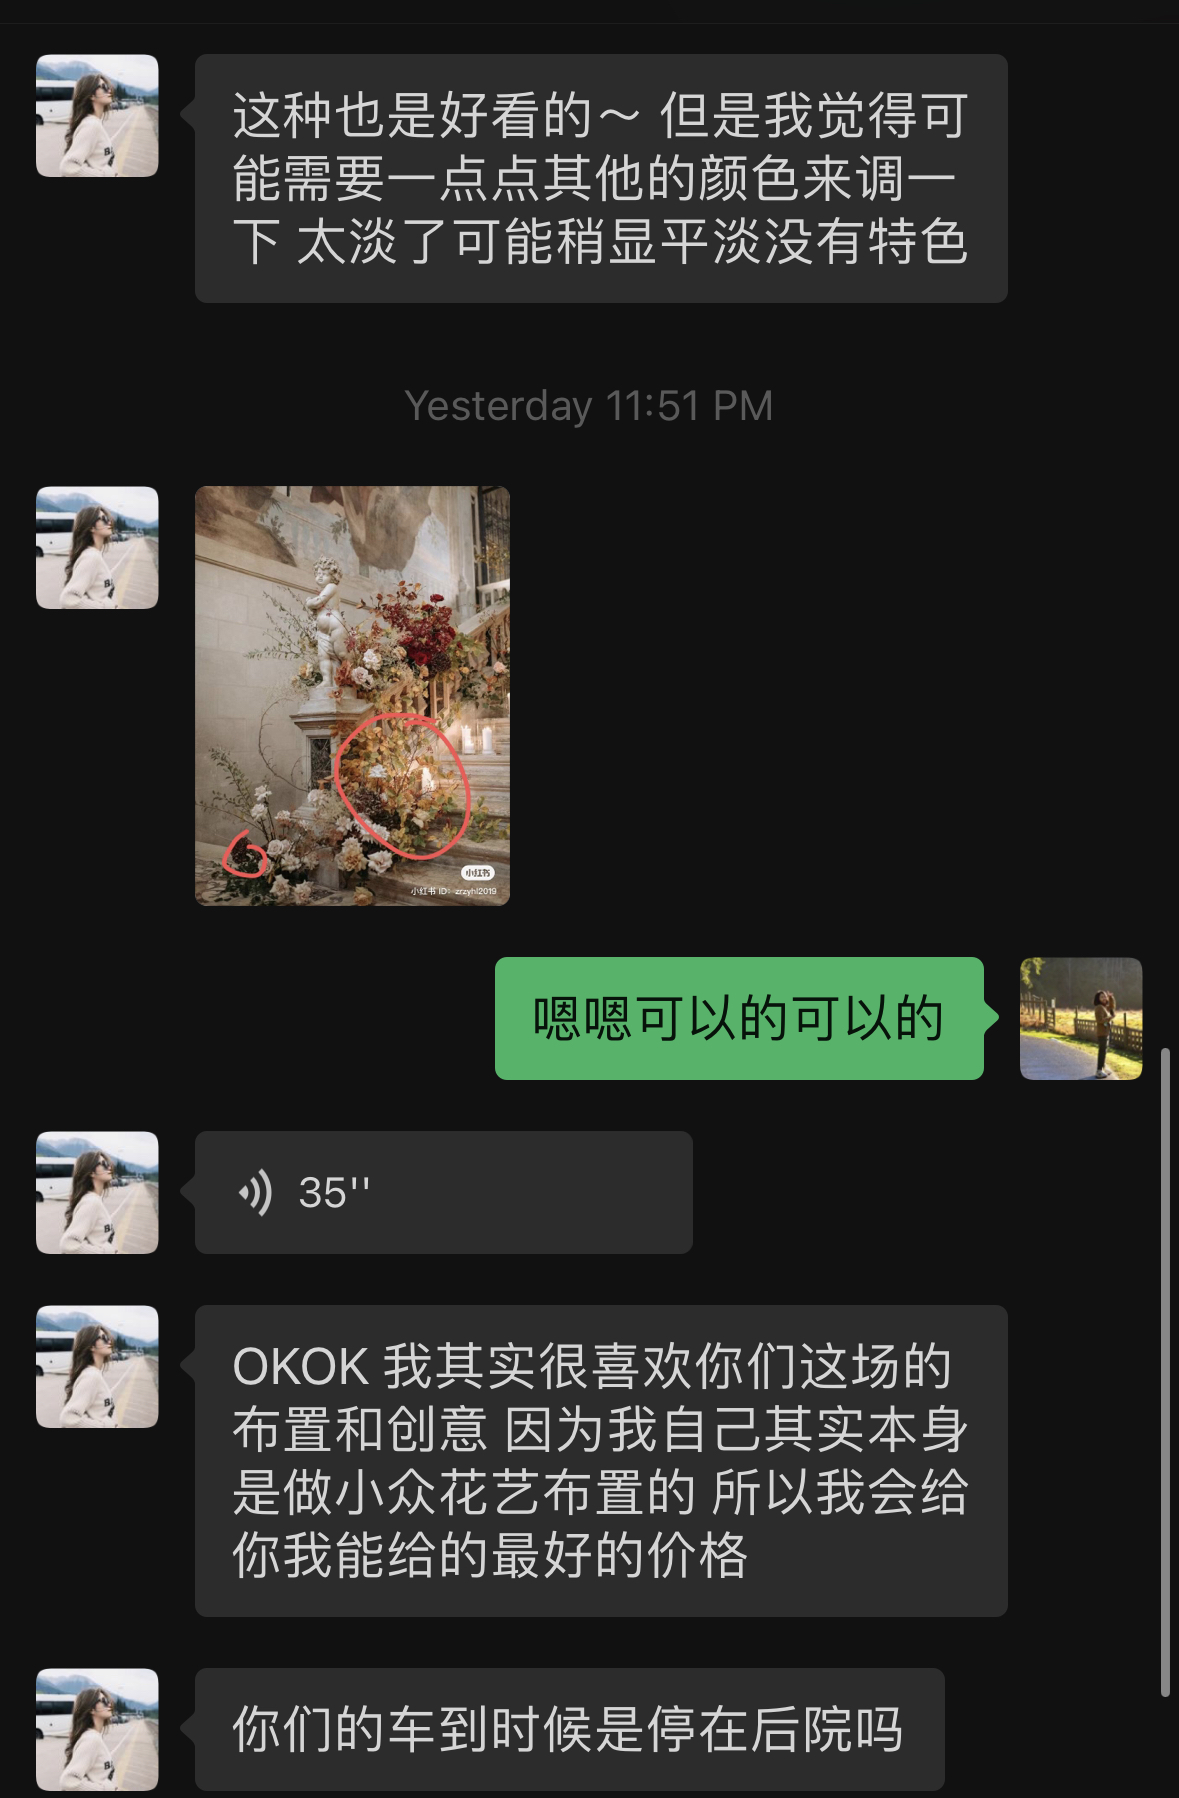 这种也是好看的～ 但是我觉得可
能需要一点点其他的颜色来调一
下 太淡了可能稍显平淡没有特色
Yesterday 11:51 PM
小红书
小红书 ID: zrzyhl2019
嗯嗯可以的可以的
35''
OKOK 我其实很喜欢你们这场的
布置和创意 因为我自己其实本身
是做小众花艺布置的 所以我会给
你我能给的最好的价格
你们的车到时候是停在后院吗